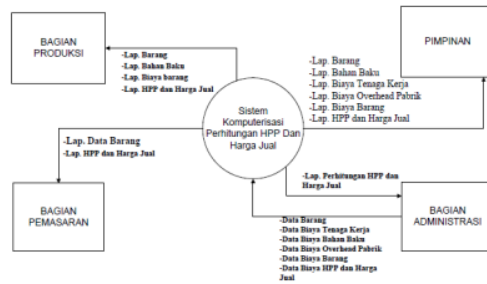 BAGIAN
PRODUKSI
-Lap. Barang
-Lap. Bahan Baku
-Lap. Biaya barang
-Lap. HPP dan Harga Jual
PIMPINAN
-Lap. Barang
-Lap. Bahan Baku
-Lap. Biaya Tenaga Kerja
-Lap. Biaya Overhead Pabrik
-Lap. Biaya Barang
-Lap. HPP dan Harga Jual
Sistem
Komputerisasi
Perhitungan HPP Dan
Harga Jual
-Lap. Data Barang
-Lap. HPP dan Harga Jual
BAGIAN
PEMASARAN
-Lap. Perhitungan HPP dan
Harga Jual
BAGIAN
ADMINISTRASI
-Data Barang
-Data Biaya Tenaga Kerja
-Data Biaya Bahan Baku
-Data Biaya Overhead Pabrik
-Data Biaya Barang
-Data Biaya HPP dan Harga
Jual